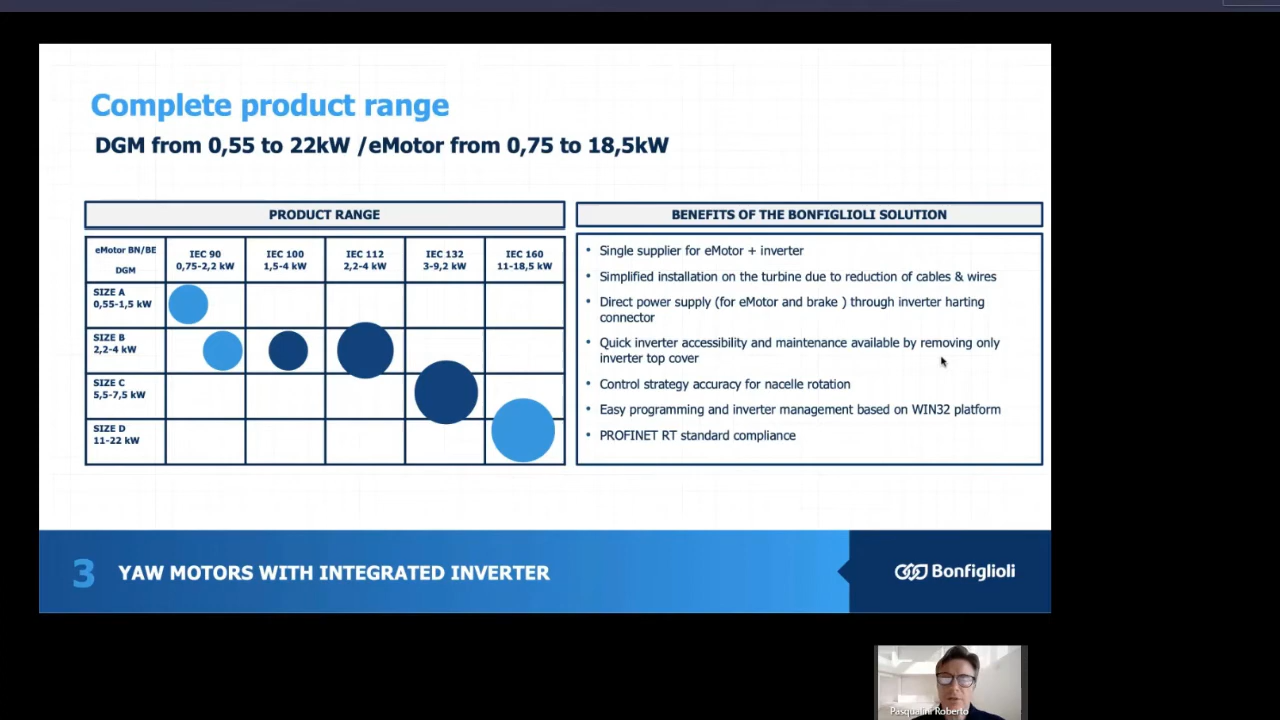 Complete product range
DGM from 0,55 to 22kW /eMotor from 0,75 to 18,5kW
PRODUCT RANGE
eMotor BN/BE
DGM
IEC 90
0,75-2,2 kW
IEC 100
1,5-4 kW
IEC 112
2,2-4 kW
IEC 132
3-9,2 kW
IEC 160
11-18,5 kW
SIZE A
0,55-1,5 kW
SIZE B
2,2-4 kW
SIZE C
5,5-7,5 kW
SIZE D
11-22 kW
BENEFITS OF THE BONFIGLIOLI SOLUTION
• Single supplier for eMotor + inverter
• Simplified installation on the turbine due to reduction of cables & wires
• Direct power supply (for eMotor and brake ) through inverter harting
connector
• Quick inverter accessibility and maintenance available by removing only
inverter top cover
• Control strategy accuracy for nacelle rotation
• Easy programming and inverter management based on WIN32 platform
• PROFINET RT standard compliance
3 YAW MOTORS WITH INTEGRATED INVERTER
Bonfiglioli
Pasqualini Roberto